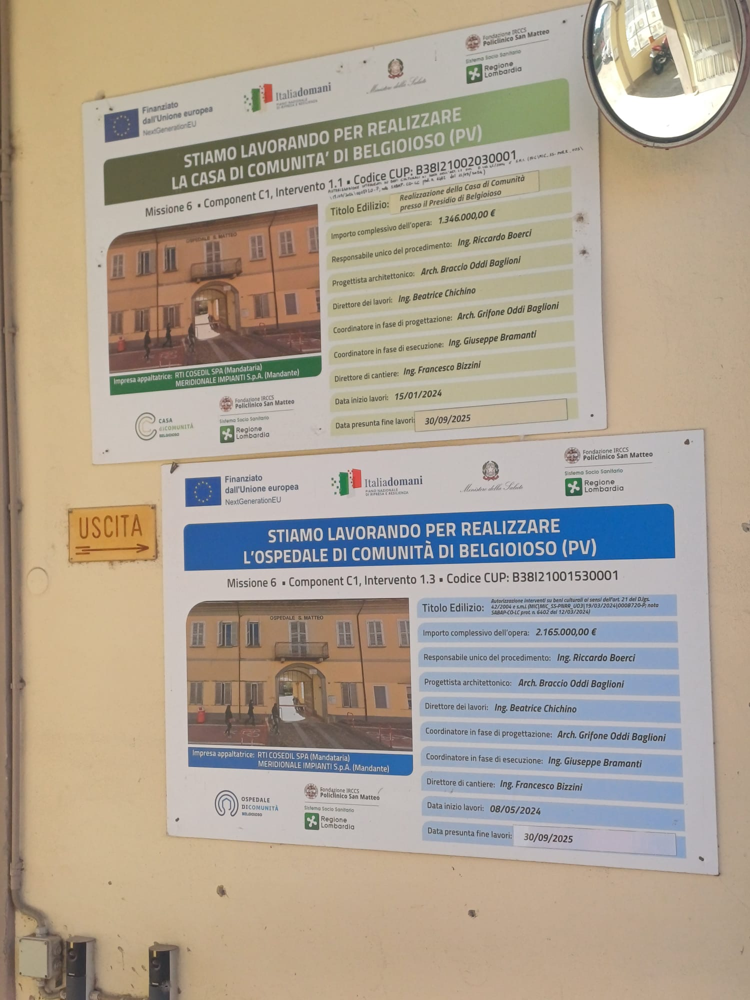 Finanziato
dall'Unione europea
NextGenerationEU
Italiadomani
PIANO NAZIONALE
DI RIPRESA E RESILIENZA
Ministero della Salute
Fondazione IRCCS
Policlinico San Matteo
Sistema Socio Sanitario
Regione
Lombardia
STIAMO LAVORANDO PER REALIZZARE
LA CASA DI COMUNITA' DI BELGIOIOSO (PV)
Missione 6 ▪ Component C1, Intervento 1.1 ▪ Codice CUP: B38I21002030001
OSPEDALE S. MATTEO
Titolo Edilizio: Realizzazione della Casa di Comunità
presso il Presidio di Belgioioso
Importo complessivo dell'opera: 1.346.000,00 €
Responsabile unico del procedimento: Ing. Riccardo Boerci
Progettista architettonico: Arch. Braccio Oddi Baglioni
Direttore dei lavori: Ing. Beatrice Chichino
Coordinatore in fase di progettazione: Arch. Grifone Oddi Baglioni
Coordinatore in fase di esecuzione: Ing. Giuseppe Bramanti
Direttore di cantiere: Ing. Francesco Bizzini
Data inizio lavori: 15/01/2024
Data presunta fine lavori: 30/09/2025
Impresa appaltatrice: RTI COSEDIL SPA (Mandataria)
MERIDIONALE IMPIANTI S.p.A. (Mandante)
CASA
diCOMUNITÀ
BELGIOIOSO
Fondazione IRCCS
Policlinico San Matteo
Sistema Socio Sanitario
Regione
Lombardia
USCITA
Finanziato
dall'Unione europea
NextGenerationEU
Italiadomani
PIANO NAZIONALE
DI RIPRESA E RESILIENZA
Ministero della Salute
Fondazione IRCCS
Policlinico San Matteo
Sistema Socio Sanitario
Regione
Lombardia
STIAMO LAVORANDO PER REALIZZARE
L'OSPEDALE DI COMUNITÀ DI BELGIOIOSO (PV)
Missione 6 ▪ Component C1, Intervento 1.3 ▪ Codice CUP: B38I21001530001
OSPEDALE S. MATTEO
Titolo Edilizio: Autorizzazione interventi su beni culturali ai sensi dell'art. 21 del D.lgs.
42/2004 e s.m.i. (MIC|MIC_SS-PNRR_U03|19/03/2024|0008720-P; nota
SABAP-CO-LC prot. n. 6402 del 12/03/2024)
Importo complessivo dell'opera: 2.165.000,00 €
Responsabile unico del procedimento: Ing. Riccardo Boerci
Progettista architettonico: Arch. Braccio Oddi Baglioni
Direttore dei lavori: Ing. Beatrice Chichino
Coordinatore in fase di progettazione: Arch. Grifone Oddi Baglioni
Coordinatore in fase di esecuzione: Ing. Giuseppe Bramanti
Direttore di cantiere: Ing. Francesco Bizzini
Data inizio lavori: 08/05/2024
Data presunta fine lavori: 30/09/2025
Impresa appaltatrice: RTI COSEDIL SPA (Mandataria)
MERIDIONALE IMPIANTI S.p.A. (Mandante)
OSPEDALE
DICOMUNITÀ
BELGIOIOSO
Fondazione IRCCS
Policlinico San Matteo
Sistema Socio Sanitario
Regione
Lombardia